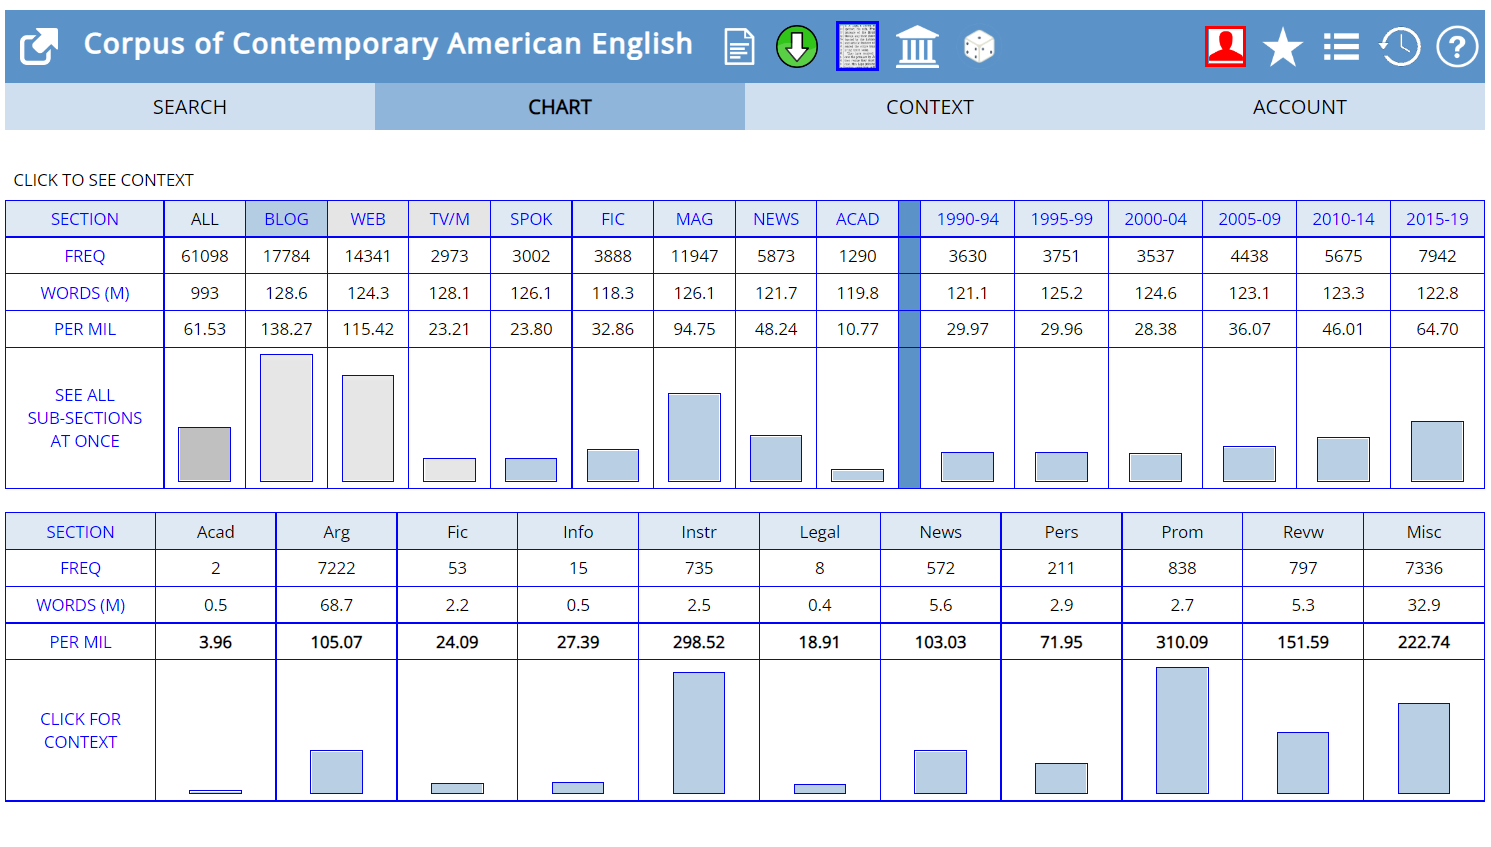 Corpus of Contemporary American English
SEARCH CHART CONTEXT ACCOUNT
CLICK TO SEE CONTEXT
SECTION ALL BLOG WEB TV/M SPOK FIC MAG NEWS ACAD 1990-94 1995-99 2000-04 2005-09 2010-14 2015-19
FREQ 61098 17784 14341 2973 3002 3888 11947 5873 1290 3630 3751 3537 4438 5675 7942
WORDS (M) 993 128.6 124.3 128.1 126.1 118.3 126.1 121.7 119.8 121.1 125.2 124.6 123.1 123.3 122.8
PER MIL 61.53 138.27 115.42 23.21 23.80 32.86 94.75 48.24 10.77 29.97 29.96 28.38 36.07 46.01 64.70
SEE ALL
SUB-SECTIONS
AT ONCE
SECTION Acad Arg Fic Info Instr Legal News Pers Prom Revw Misc
FREQ 2 7222 53 15 735 8 572 211 838 797 7336
WORDS (M) 0.5 68.7 2.2 0.5 2.5 0.4 5.6 2.9 2.7 5.3 32.9
PER MIL 3.96 105.07 24.09 27.39 298.52 18.91 103.03 71.95 310.09 151.59 222.74
CLICK FOR
CONTEXT